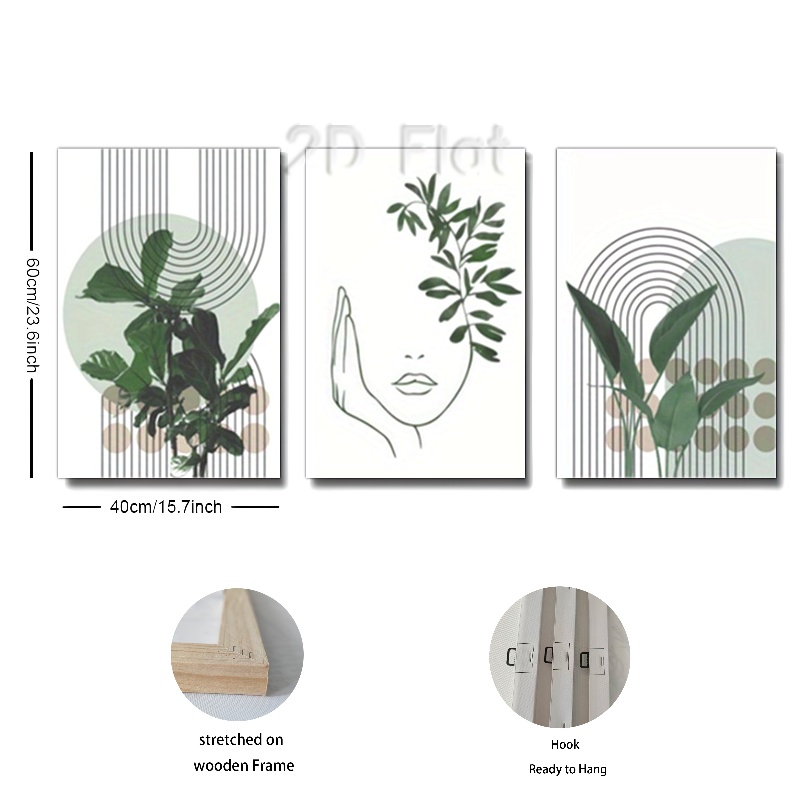 2D Flat
60cm/23.6inch
40cm/15.7inch
stretched on
wooden Frame
Hook
Ready to Hang